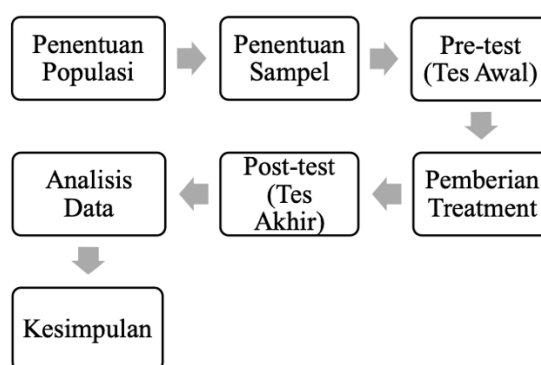 Penentuan
Populasi
Penentuan
Sampel
Pre-test
(Tes Awal)
Pemberian
Treatment
Post-test
(Tes
Akhir)
Analisis
Data
Kesimpulan